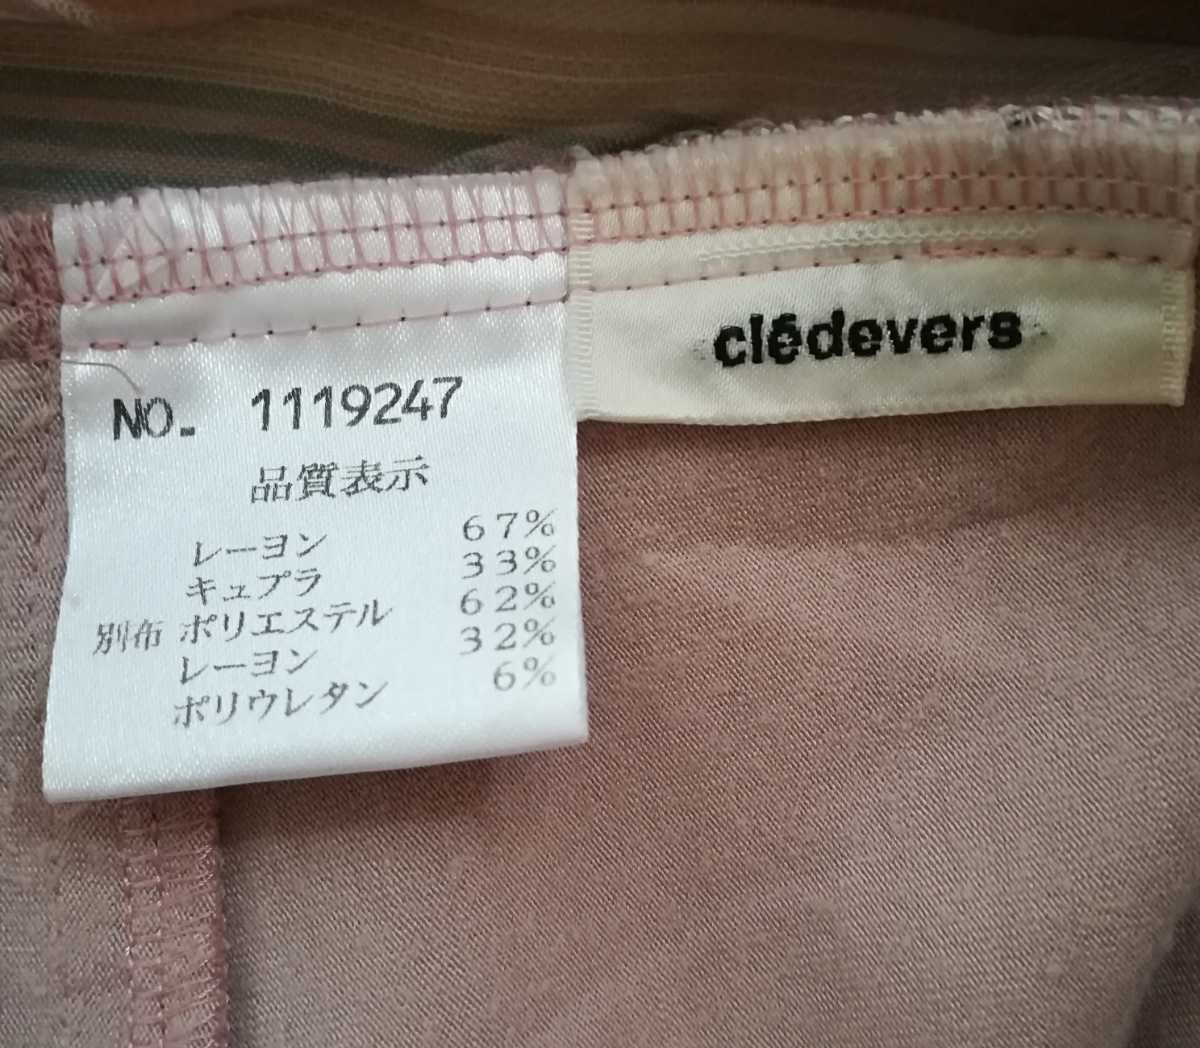 clédevers
NO. 1119247
品質表示
レーヨン 67%
キュプラ 33%
別布 ポリエステル 62%
レーヨン 32%
ポリウレタン 6%